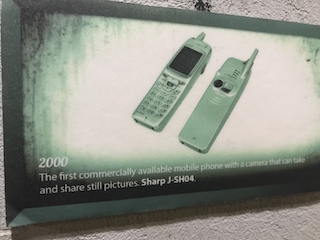 2000
The first commercially available mobile phone with a camera that can take
and share still pictures. Sharp J-SH04.